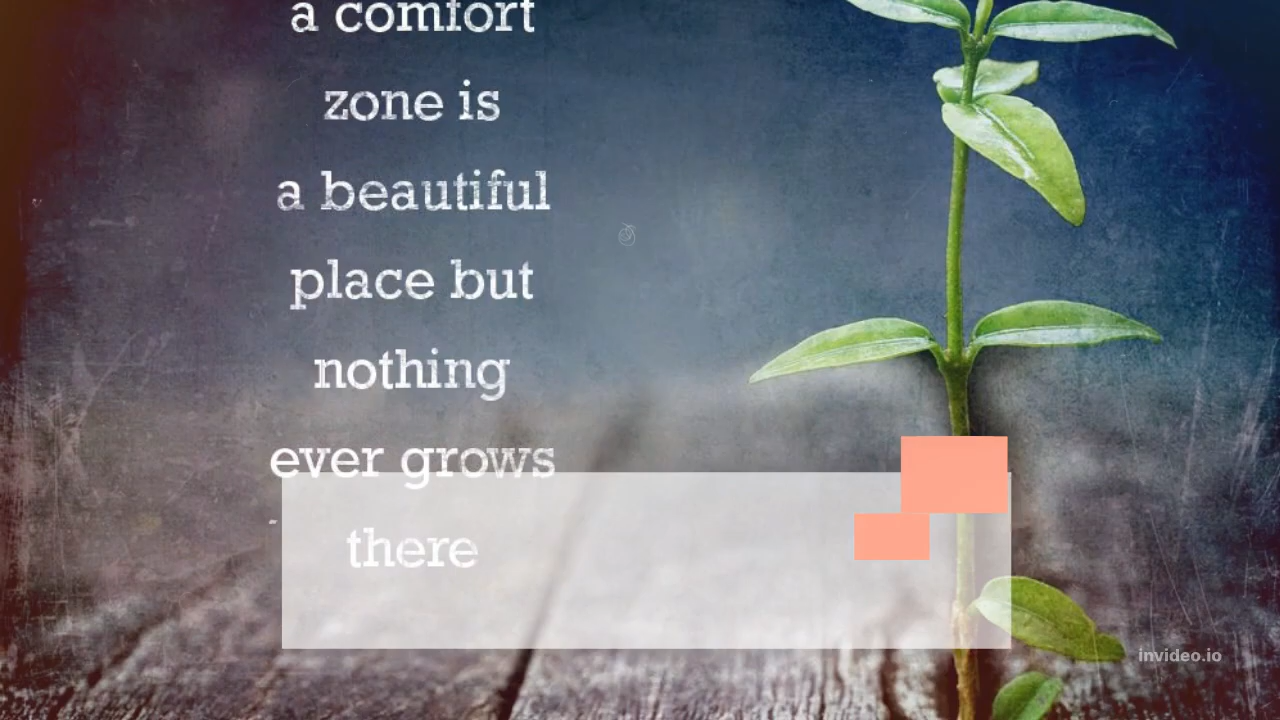 a comfort
zone is
a beautiful
place but
nothing
ever grows
there
invideo.io